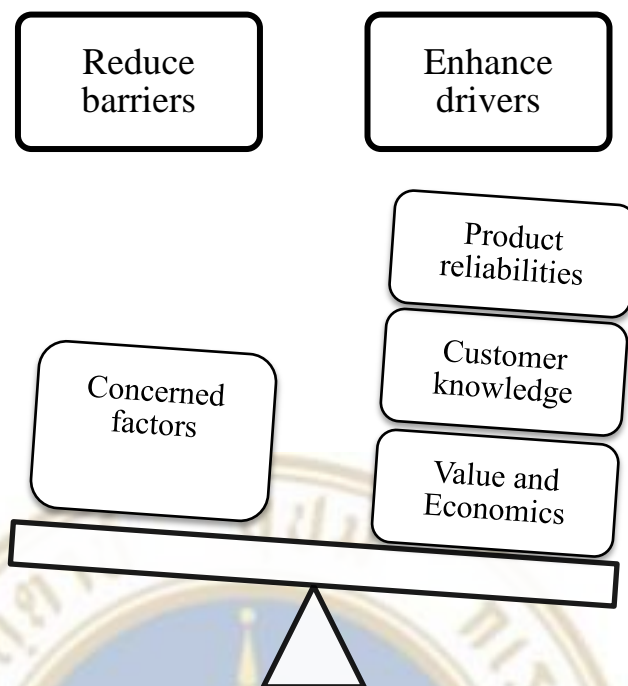 Reduce
barriers
Enhance
drivers
Product
reliabilities
Customer
knowledge
Concerned
factors
Value and
Economics